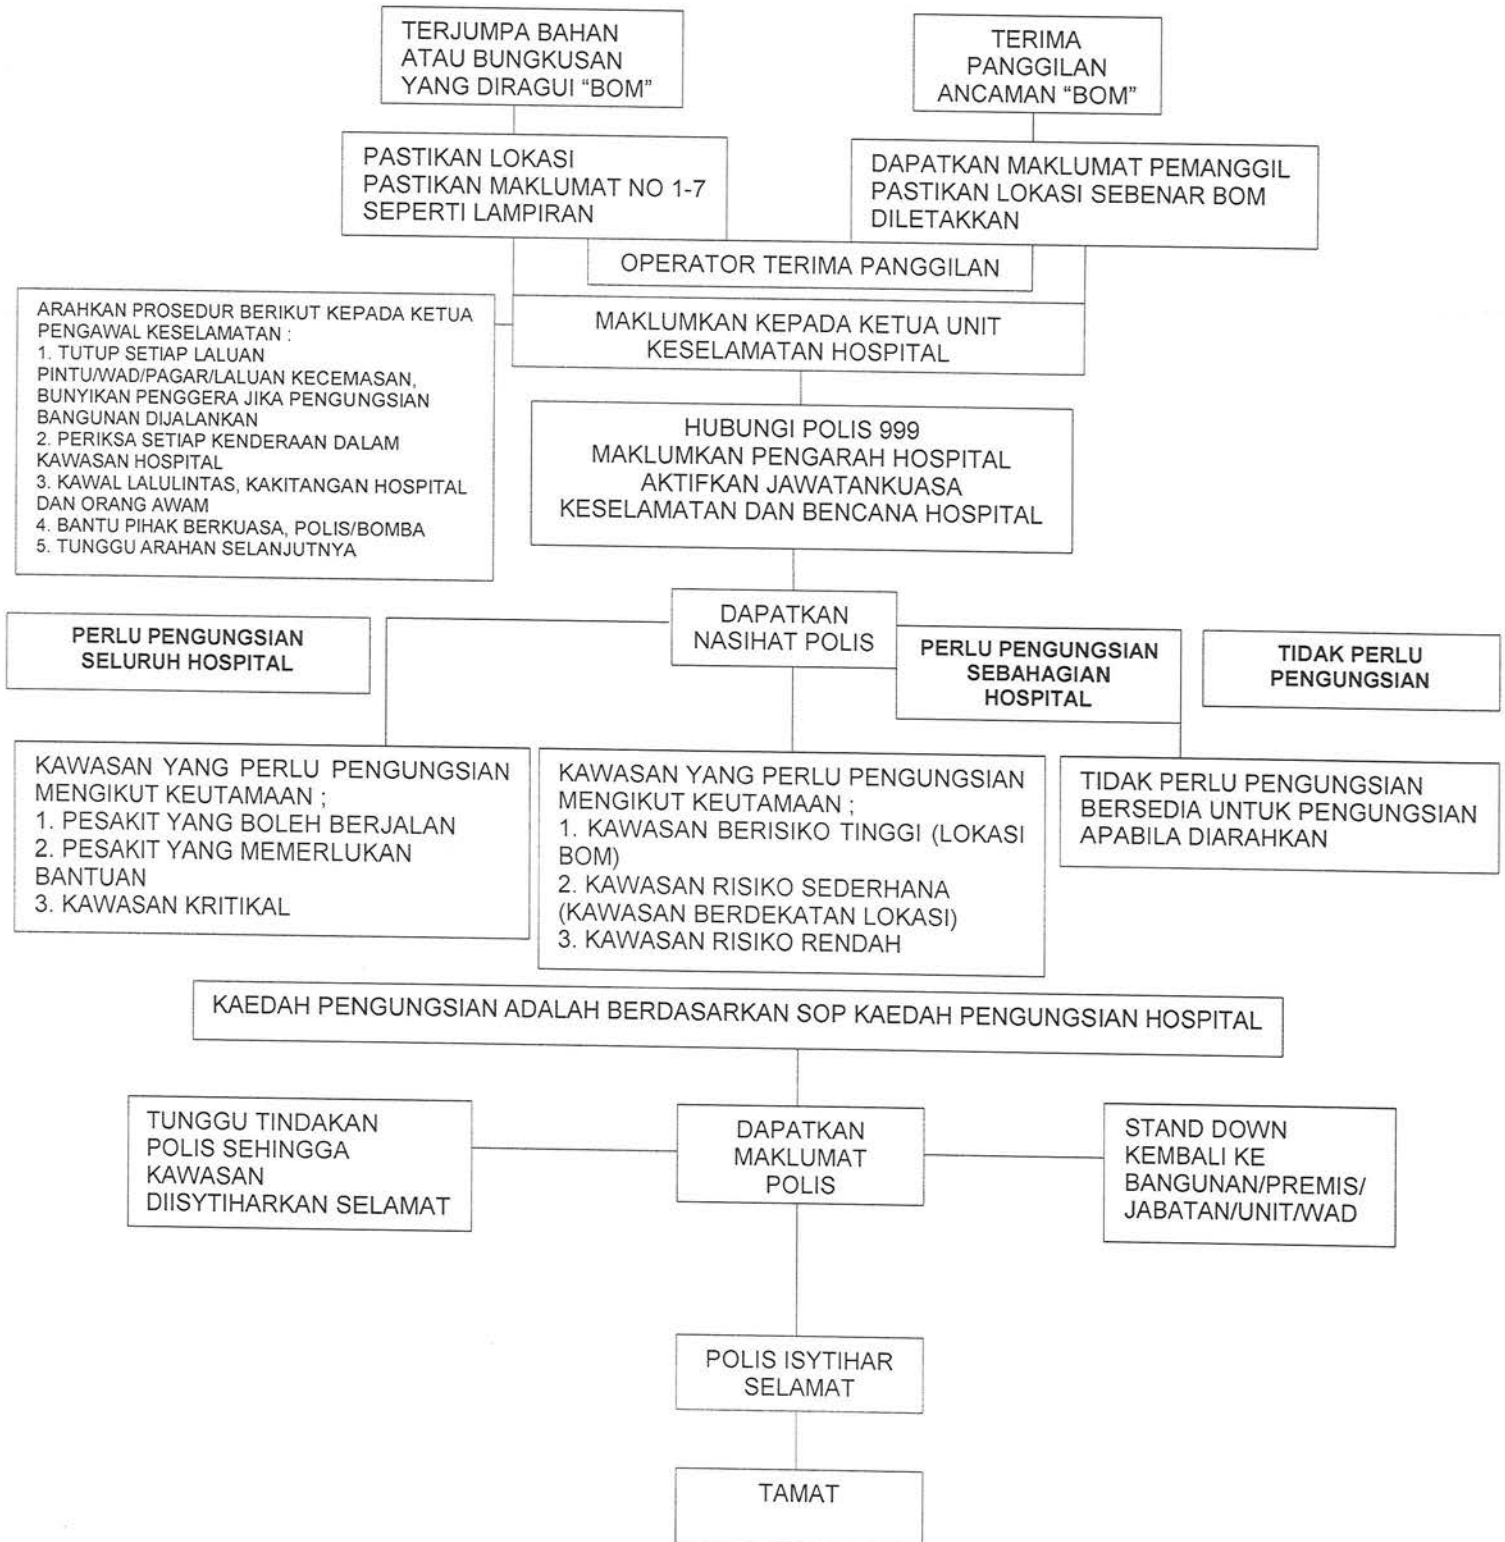 TERJUMPA BAHAN
ATAU BUNGKUSAN
YANG DIRAGUI “BOM”
TERIMA
PANGGILAN
ANCAMAN “BOM”
PASTIKAN LOKASI
PASTIKAN MAKLUMAT NO 1-7
SEPERTI LAMPIRAN
DAPATKAN MAKLUMAT PEMANGGIL
PASTIKAN LOKASI SEBENAR BOM
DILETAKKAN
OPERATOR TERIMA PANGGILAN
ARAHKAN PROSEDUR BERIKUT KEPADA KETUA
PENGAWAL KESELAMATAN :
1. TUTUP SETIAP LALUAN
PINTU/WAD/PAGAR/LALUAN KECEMASAN,
BUNYIKAN PENGGERA JIKA PENGUNGSIAN
BANGUNAN DIJALANKAN
2. PERIKSA SETIAP KENDERAAN DALAM
KAWASAN HOSPITAL
3. KAWAL LALULINTAS, KAKITANGAN HOSPITAL
DAN ORANG AWAM
4. BANTU PIHAK BERKUASA, POLIS/BOMBA
5. TUNGGU ARAHAN SELANJUTNYA
MAKLUMKAN KEPADA KETUA UNIT
KESELAMATAN HOSPITAL
HUBUNGI POLIS 999
MAKLUMKAN PENGARAH HOSPITAL
AKTIFKAN JAWATANKUASA
KESELAMATAN DAN BENCANA HOSPITAL
DAPATKAN
NASIHAT POLIS
PERLU PENGUNGSIAN
SELURUH HOSPITAL
PERLU PENGUNGSIAN
SEBAHAGIAN
HOSPITAL
TIDAK PERLU
PENGUNGSIAN
KAWASAN YANG PERLU PENGUNGSIAN
MENGIKUT KEUTAMAAN ;
1. PESAKIT YANG BOLEH BERJALAN
2. PESAKIT YANG MEMERLUKAN
BANTUAN
3. KAWASAN KRITIKAL
KAWASAN YANG PERLU PENGUNGSIAN
MENGIKUT KEUTAMAAN ;
1. KAWASAN BERISIKO TINGGI (LOKASI
BOM)
2. KAWASAN RISIKO SEDERHANA
(KAWASAN BERDEKATAN LOKASI)
3. KAWASAN RISIKO RENDAH
TIDAK PERLU PENGUNGSIAN
BERSEDIA UNTUK PENGUNGSIAN
APABILA DIARAHKAN
KAEDAH PENGUNGSIAN ADALAH BERDASARKAN SOP KAEDAH PENGUNGSIAN HOSPITAL
TUNGGU TINDAKAN
POLIS SEHINGGA
KAWASAN
DIISYTIHARKAN SELAMAT
DAPATKAN
MAKLUMAT
POLIS
STAND DOWN
KEMBALI KE
BANGUNAN/PREMIS/
JABATAN/UNIT/WAD
POLIS ISYTIHAR
SELAMAT
TAMAT